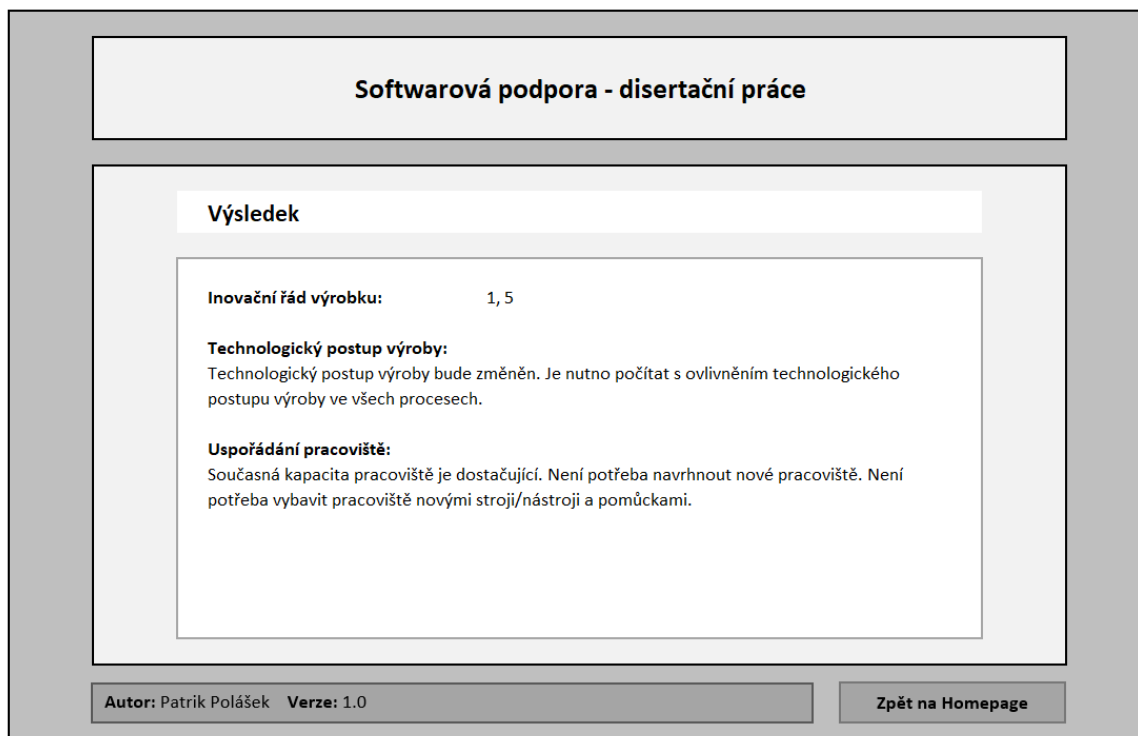 Softwarová podpora - disertační práce
Výsledek
Inovační řád výrobku: 1, 5
Technologický postup výroby:
Technologický postup výroby bude změněn. Je nutno počítat s ovlivněním technologického
postupu výroby ve všech procesech.
Uspořádání pracoviště:
Současná kapacita pracoviště je dostačující. Není potřeba navrhnout nové pracoviště. Není
potřeba vybavit pracoviště novými stroji/nástroji a pomůckami.
Autor: Patrik Polášek Verze: 1.0
Zpět na Homepage